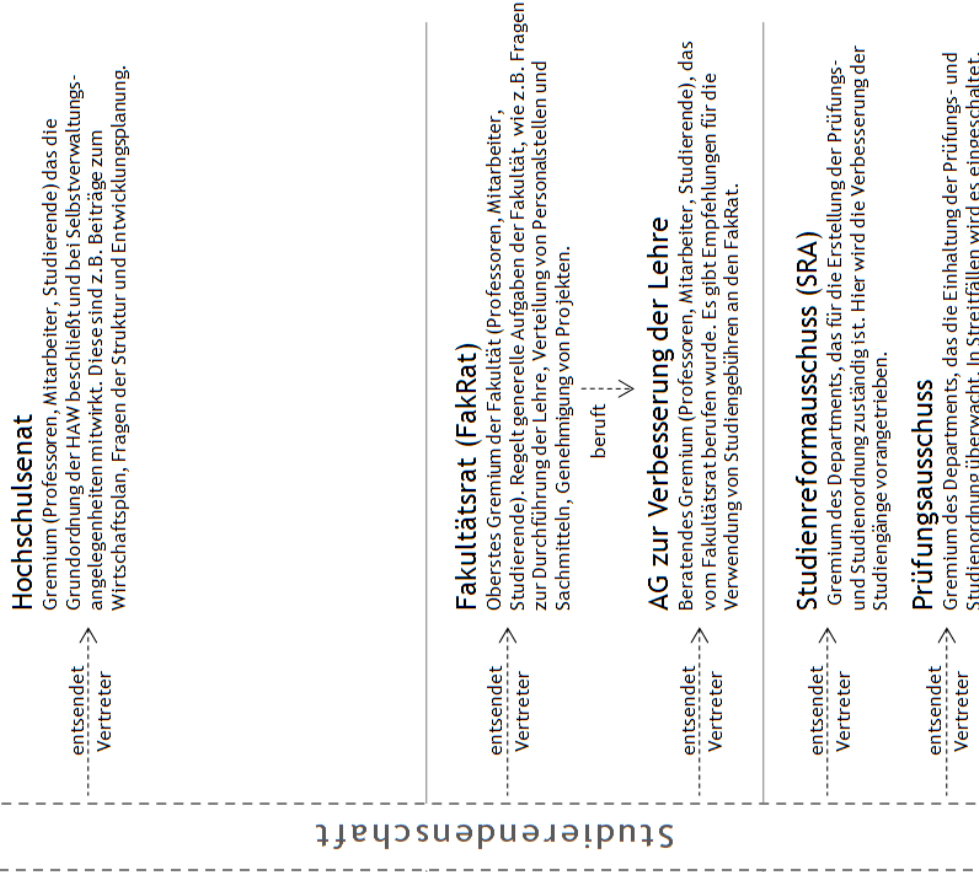 Studierendenschaft
entsendet
Vertreter
Hochschulsenat
Gremium (Professoren, Mitarbeiter, Studierende) das die
Grundordnung der HAW beschließt und bei Selbstverwaltungs-
angelegenheiten mitwirkt. Diese sind z.B. Beiträge zum
Wirtschaftsplan, Fragen der Struktur und Entwicklungsplanung.
entsendet
Vertreter
Fakultätsrat (FakRat)
Oberstes Gremium der Fakultät (Professoren, Mitarbeiter,
Studierende). Regelt generelle Aufgaben der Fakultät, wie z.B. Fragen
zur Durchführung der Lehre, Verteilung von Personalstellen und
Sachmitteln, Genehmigung von Projekten.
beruft
entsendet
Vertreter
AG zur Verbesserung der Lehre
Beratendes Gremium (Professoren, Mitarbeiter, Studierende), das
vom Fakultätsrat berufen wurde. Es gibt Empfehlungen für die
Verwendung von Studiengebühren an den FakRat.
entsendet
Vertreter
Studienreformausschuss (SRA)
Gremium des Departments, das für die Erstellung der Prüfungs-
und Studienordnung zuständig ist. Hier wird die Verbesserung der
Studiengänge vorangetrieben.
entsendet
Vertreter
Prüfungsausschuss
Gremium des Departments, das die Einhaltung der Prüfungs- und
Studienordnung überwacht. In Streitfällen wird es eingeschaltet.